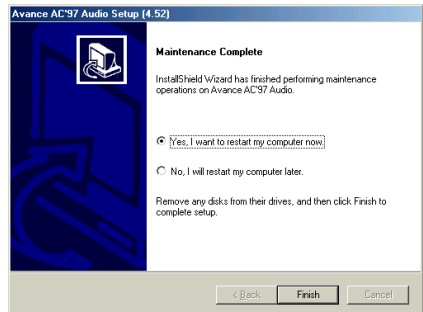 Avance AC'97 Audio Setup (4.52)
Maintenance Complete
InstallShield Wizard has finished performing maintenance
operations on Avance AC'97 Audio.
Yes, I want to restart my computer now.
No, I will restart my computer later.
Remove any disks from their drives, and then click Finish to
complete setup.
< Back Finish Cancel